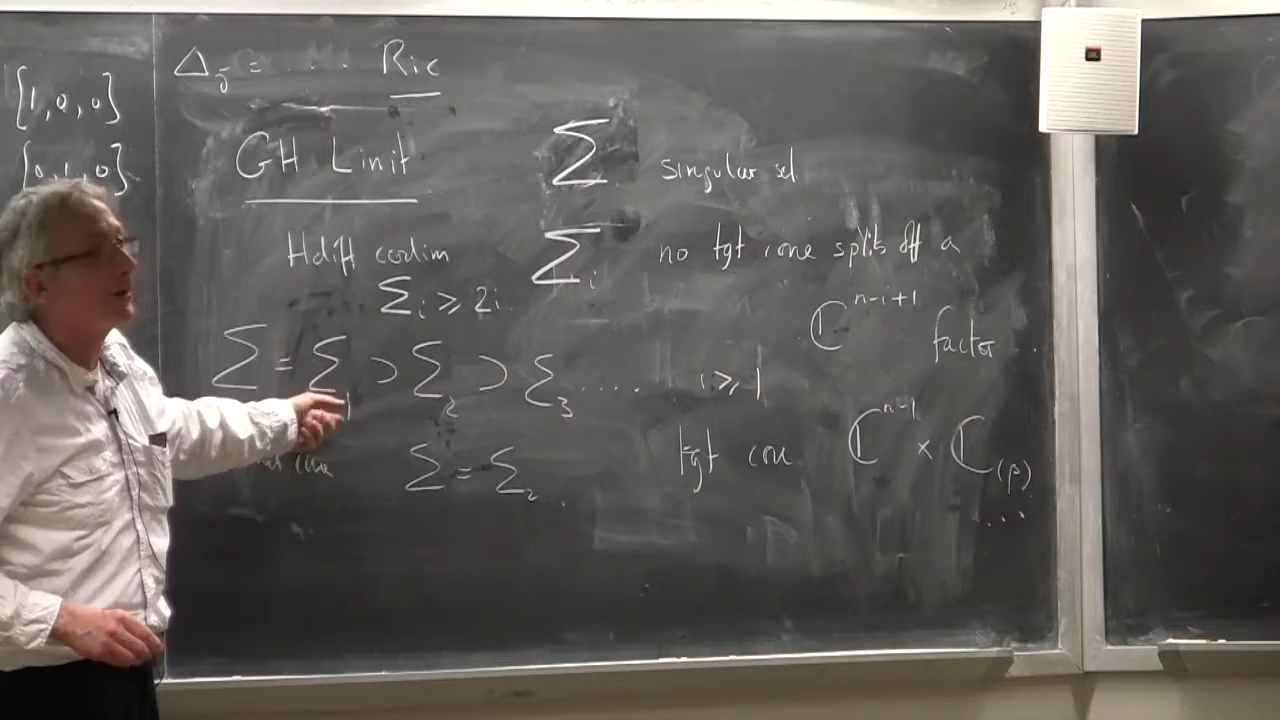 {1,0,0}
{0,1,0}
Δ_∂̄ = .... Ric
GH Limit
Σ singular set
Hdiff codim
Σ_i ≥ 2i
Σ_i no tgt cone splits off a
ℂ^{n-i+1} factor ..
Σ = Σ_1 ⊃ Σ_2 ⊃ Σ_3 ..... i ≥ 1
Σ = Σ_2 ..
tgt cone ℂ^{n-1} × ℂ_(β)
...